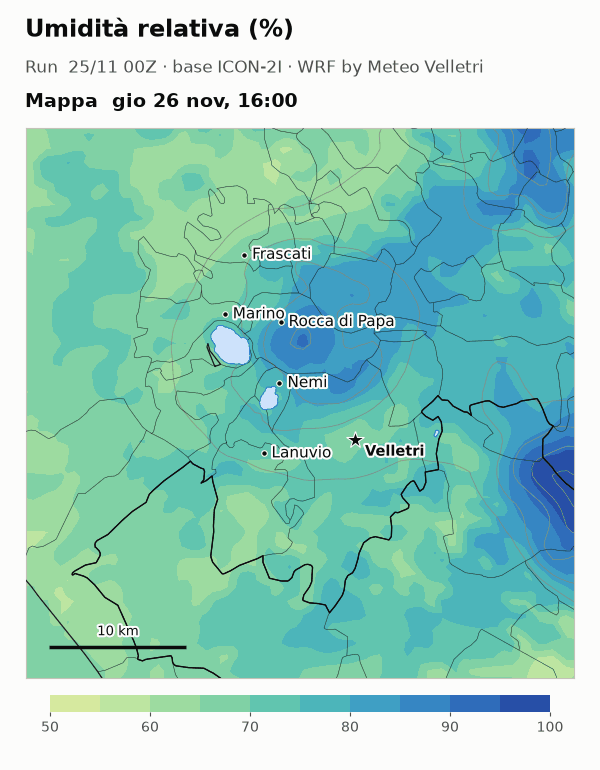 Umidità relativa (%)
Run  25/11 00Z · base ICON-2I · WRF by Meteo Velletri
Mappa  gio 26 nov, 16:00
Frascati
Marino
Rocca di Papa
Nemi
Velletri
Lanuvio
10 km
50 60 70 80 90 100